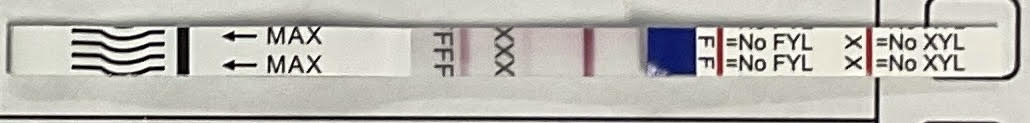 ← MAX FFF XXX F =No FYL X =No XYL
← MAX F =No FYL X =No XYL